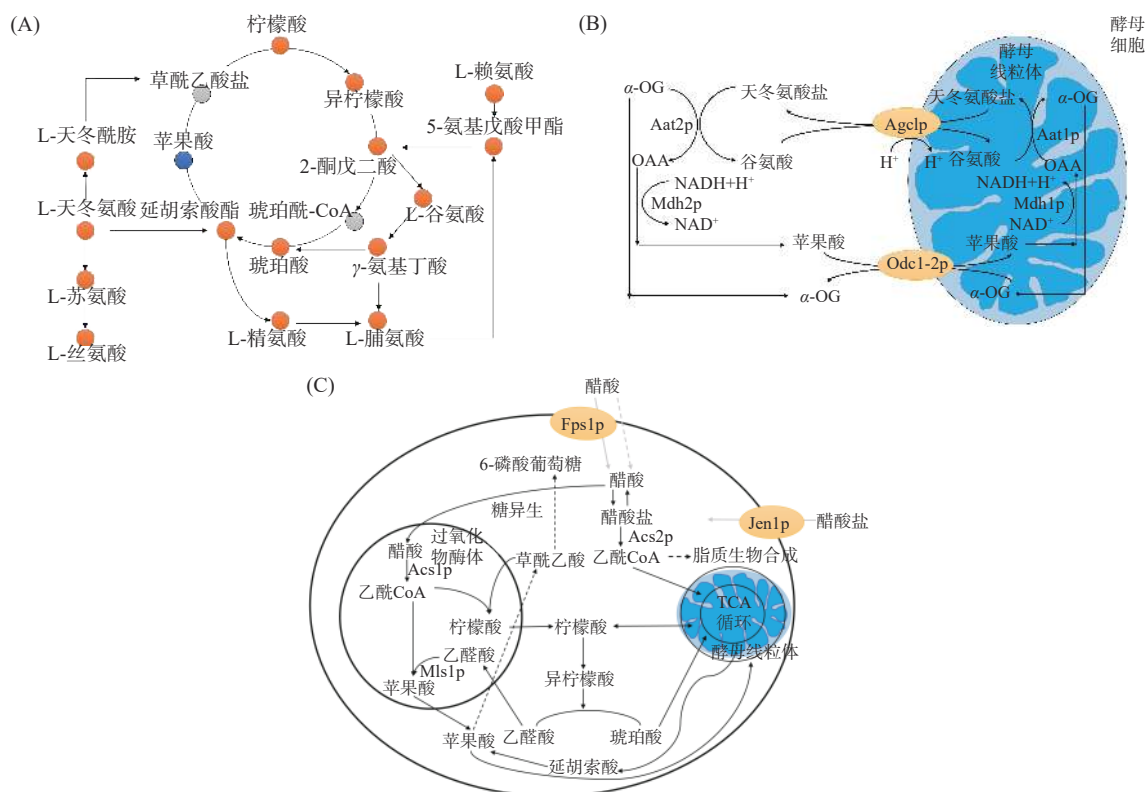 (A)
柠檬酸
草酰乙酸盐
L-赖氨酸
异柠檬酸
L-天冬酰胺
苹果酸
5-氨基戊酸甲酯
2-酮戊二酸
L-天冬氨酸
延胡索酸酯
琥珀酰-CoA
L-谷氨酸
琥珀酸
γ-氨基丁酸
L-苏氨酸
L-精氨酸
L-脯氨酸
L-丝氨酸
(B)
酵母
细胞
酵母
线粒体
α-OG
天冬氨酸盐
天冬氨酸盐
α-OG
Aat2p
Agclp
Aat1p
OAA
谷氨酸
H⁺
H⁺
谷氨酸
OAA
NADH+H⁺
NADH+H⁺
Mdh2p
Mdh1p
NAD⁺
NAD⁺
苹果酸
苹果酸
Odc1-2p
α-OG
α-OG
(C)
醋酸
Fps1p
6-磷酸葡萄糖
醋酸
糖异生
醋酸盐
Jen1p
醋酸盐
过氧化
物酶体
醋酸
Acs2p
草酰乙酸
乙酰CoA
脂质生物合成
Acs1p
乙酰CoA
TCA
循环
柠檬酸
柠檬酸
酵母线粒体
乙醛酸
Mls1p
异柠檬酸
苹果酸
苹果酸
乙醛酸
琥珀酸
延胡索酸